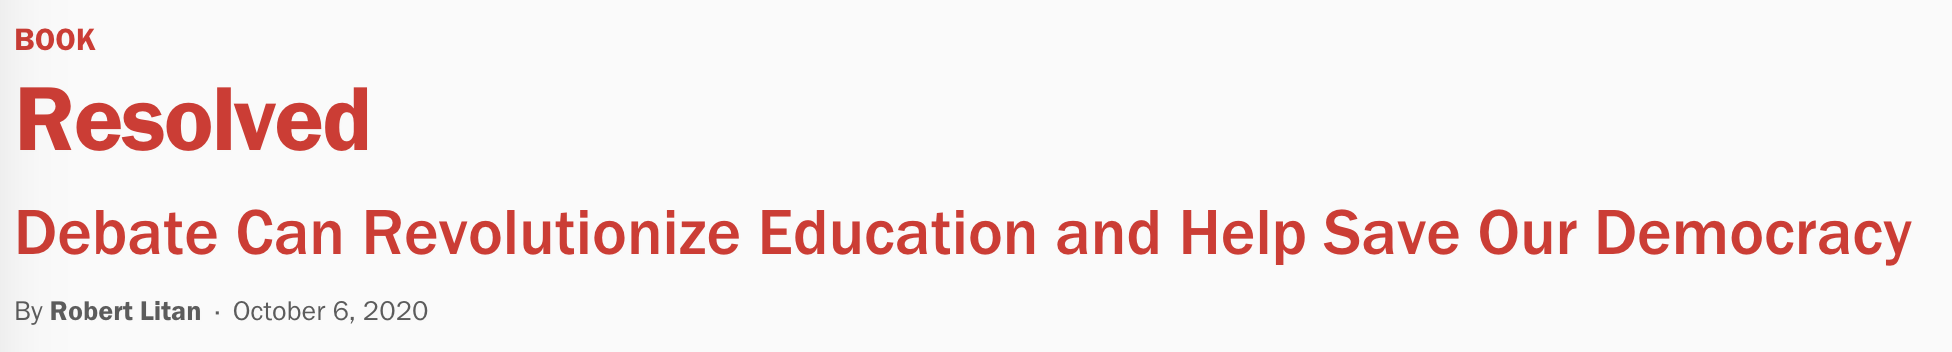 BOOK
Resolved
Debate Can Revolutionize Education and Help Save Our Democracy
By Robert Litan · October 6, 2020